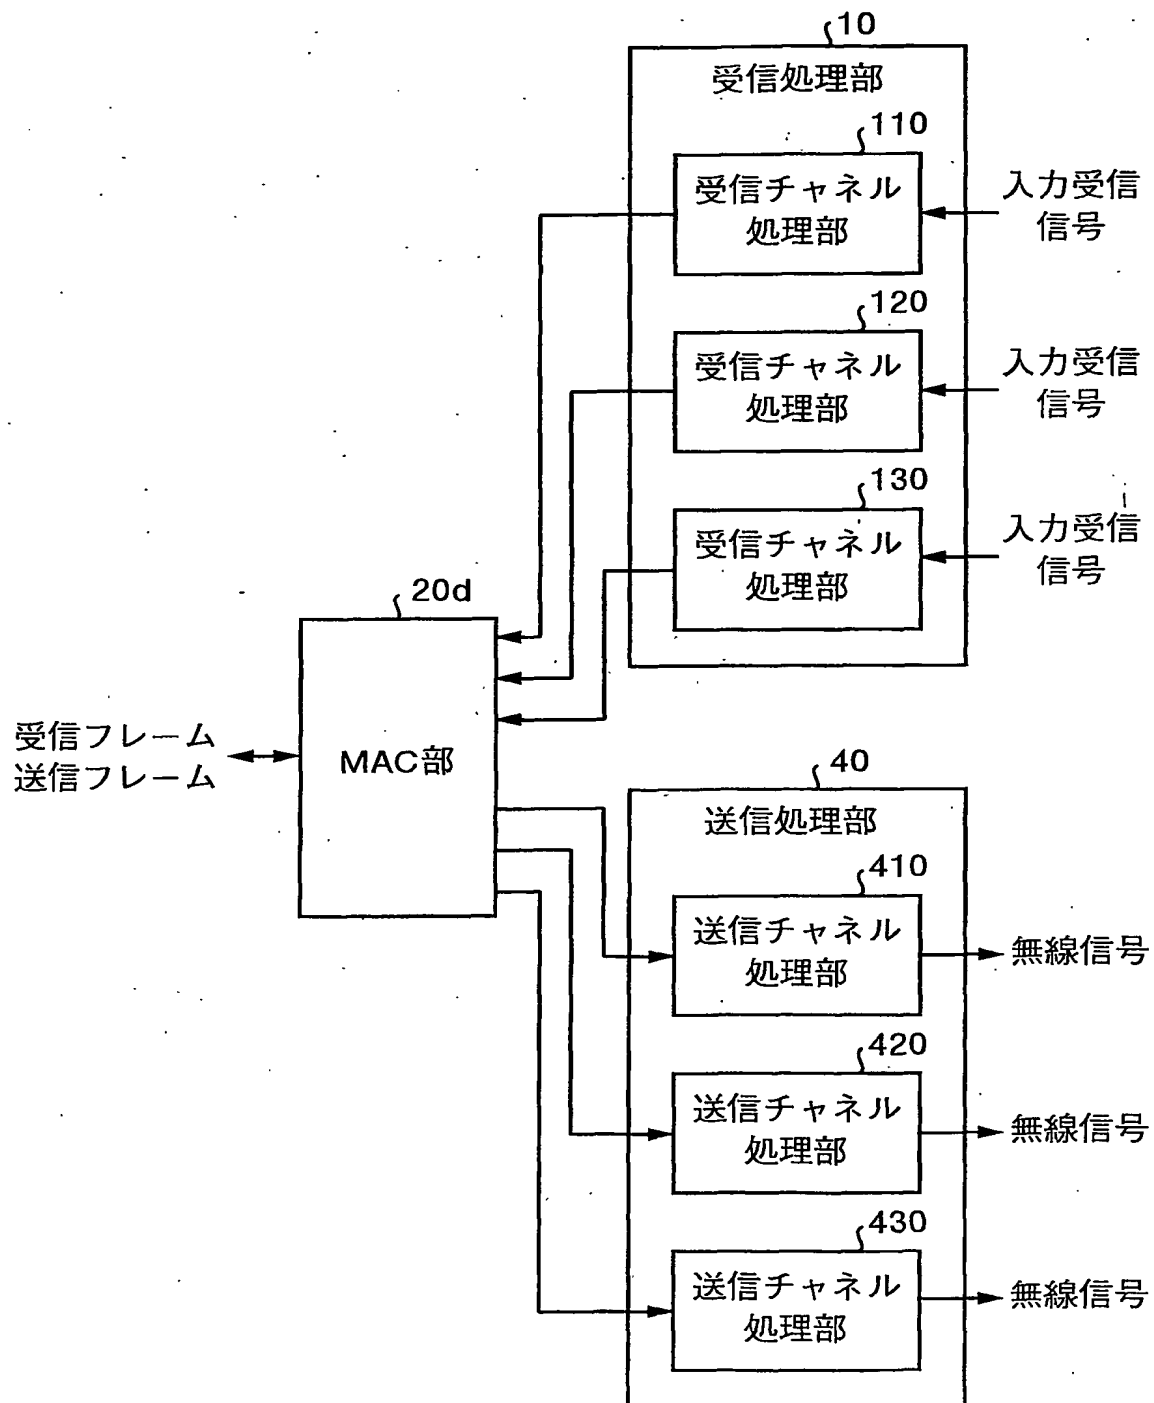 10
受信処理部
110
受信チャネル
処理部
入力受信
信号
120
受信チャネル
処理部
入力受信
信号
130
受信チャネル
処理部
入力受信
信号
20d
MAC部
受信フレーム
送信フレーム
40
送信処理部
410
送信チャネル
処理部
無線信号
420
送信チャネル
処理部
無線信号
430
送信チャネル
処理部
無線信号